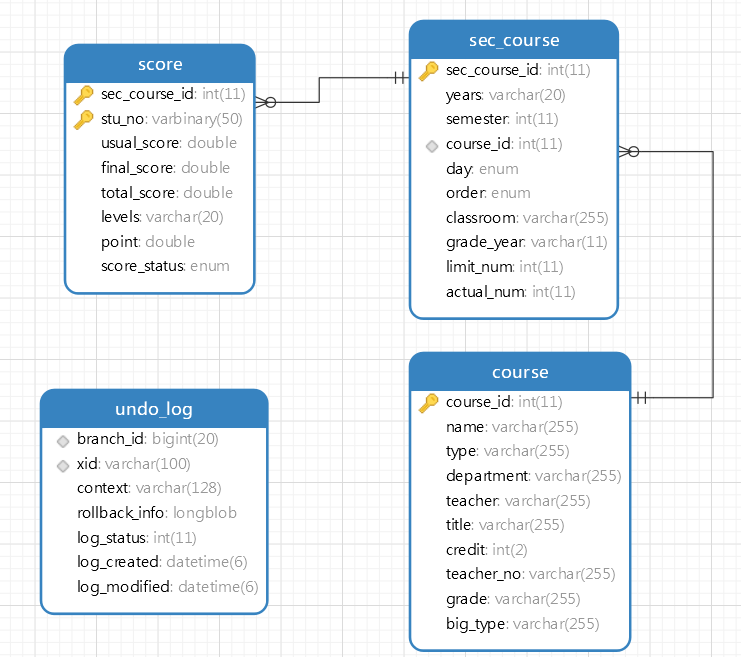 score
sec_course_id: int(11)
stu_no: varbinary(50)
usual_score: double
final_score: double
total_score: double
levels: varchar(20)
point: double
score_status: enum
sec_course
sec_course_id: int(11)
years: varchar(20)
semester: int(11)
course_id: int(11)
day: enum
order: enum
classroom: varchar(255)
grade_year: varchar(11)
limit_num: int(11)
actual_num: int(11)
undo_log
branch_id: bigint(20)
xid: varchar(100)
context: varchar(128)
rollback_info: longblob
log_status: int(11)
log_created: datetime(6)
log_modified: datetime(6)
course
course_id: int(11)
name: varchar(255)
type: varchar(255)
department: varchar(255)
teacher: varchar(255)
title: varchar(255)
credit: int(2)
teacher_no: varchar(255)
grade: varchar(255)
big_type: varchar(255)